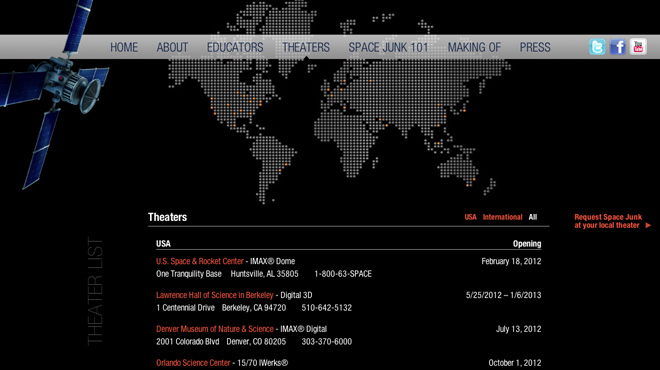 HOME ABOUT EDUCATORS THEATERS SPACE JUNK 101 MAKING OF PRESS
You Tube
Theaters USA International All
Request Space Junk
at your local theater
THEATER LIST
USA Opening
U.S. Space & Rocket Center - IMAX® Dome February 18, 2012
One Tranquility Base Huntsville, AL 35805 1-800-63-SPACE
Lawrence Hall of Science in Berkeley - Digital 3D 5/25/2012 – 1/6/2013
1 Centennial Drive Berkeley, CA 94720 510-642-5132
Denver Museum of Nature & Science - IMAX® Digital July 13, 2012
2001 Colorado Blvd Denver, CO 80205 303-370-6000
Orlando Science Center - 15/70 IWerks® October 1, 2012